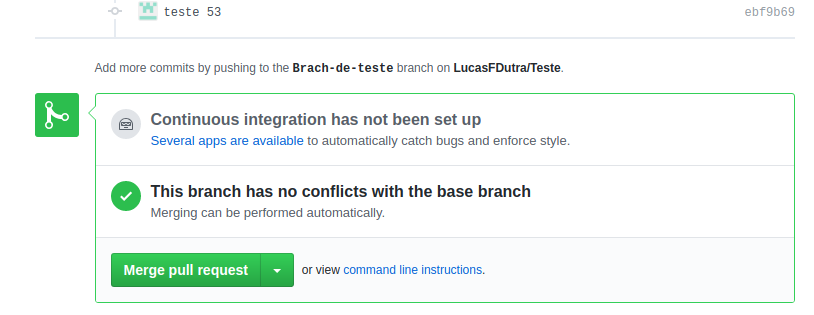 teste 53 ebf9b69
Add more commits by pushing to the Brach-de-teste branch on LucasFDutra/Teste.
Continuous integration has not been set up
Several apps are available to automatically catch bugs and enforce style.
This branch has no conflicts with the base branch
Merging can be performed automatically.
Merge pull request or view command line instructions.